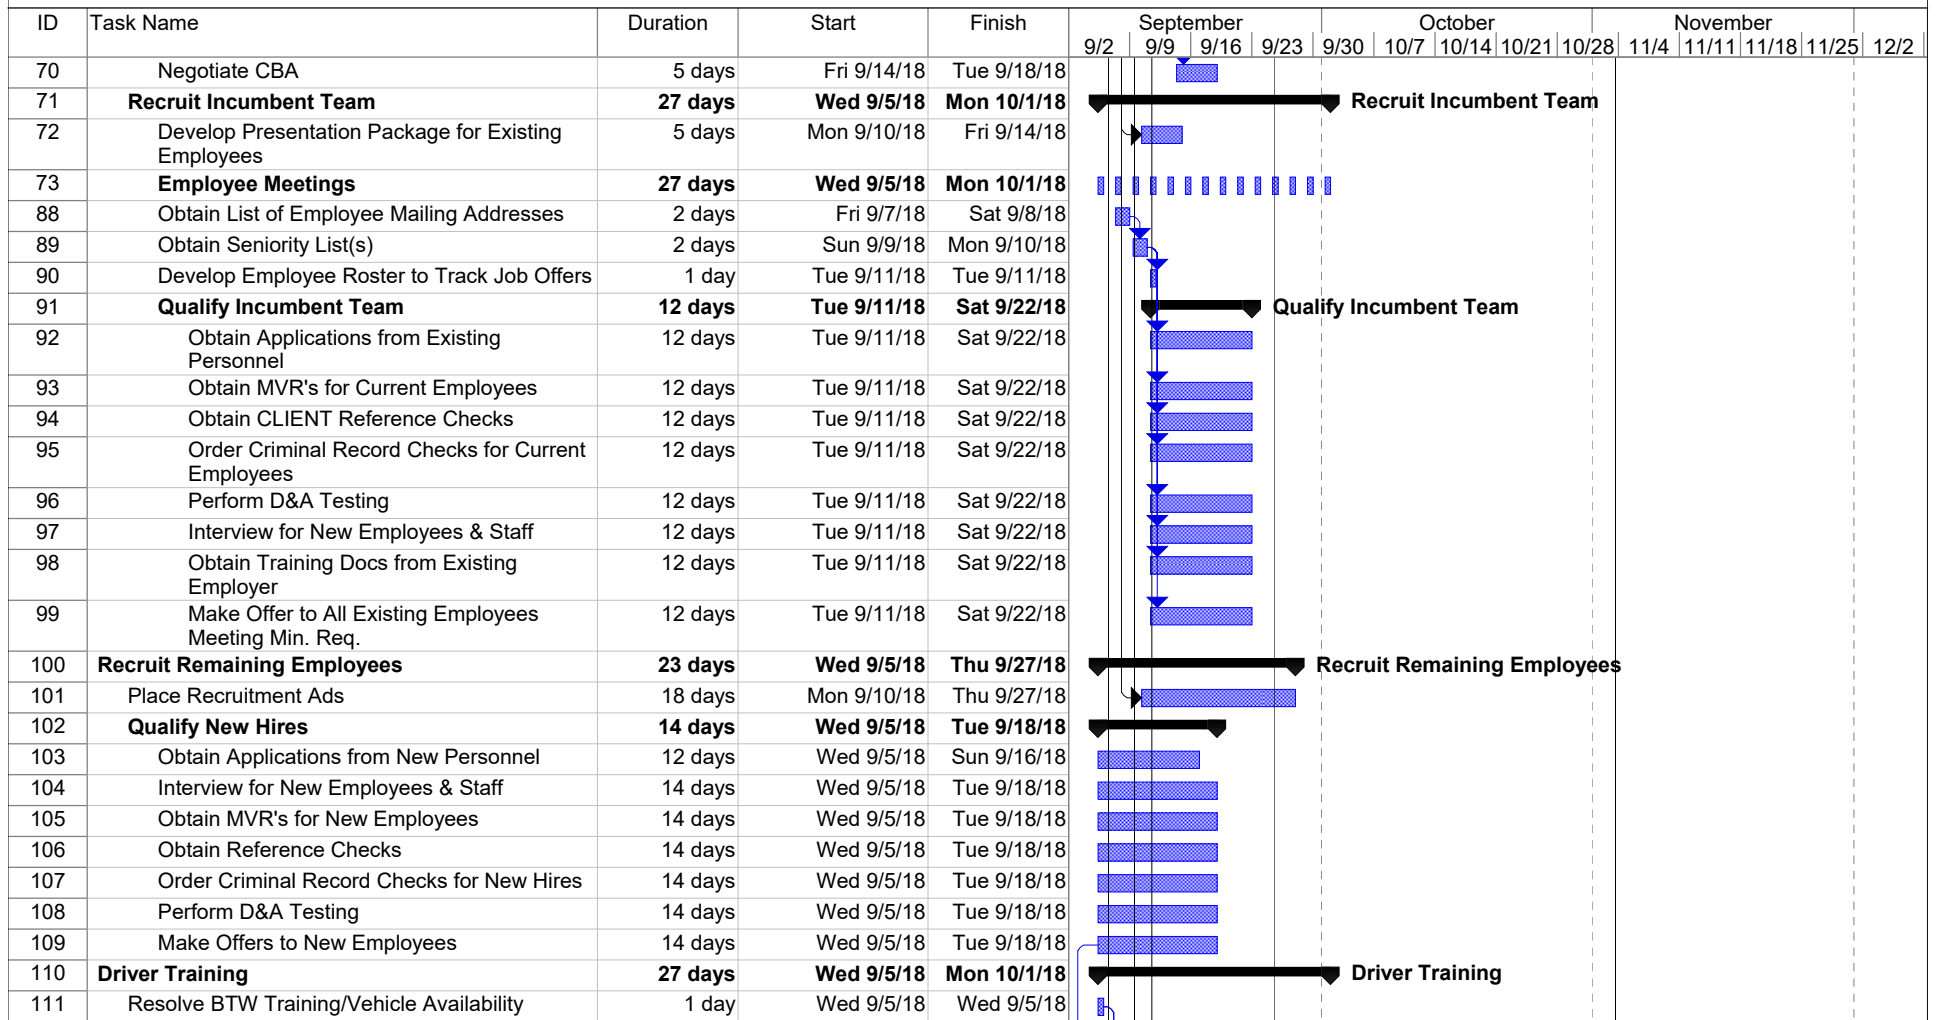 ID Task Name Duration Start Finish September October November
9/2 9/9 9/16 9/23 9/30 10/7 10/14 10/21 10/28 11/4 11/11 11/18 11/25 12/2
70 Negotiate CBA 5 days Fri 9/14/18 Tue 9/18/18
71 Recruit Incumbent Team 27 days Wed 9/5/18 Mon 10/1/18 Recruit Incumbent Team
72 Develop Presentation Package for Existing 5 days Mon 9/10/18 Fri 9/14/18
Employees
73 Employee Meetings 27 days Wed 9/5/18 Mon 10/1/18
88 Obtain List of Employee Mailing Addresses 2 days Fri 9/7/18 Sat 9/8/18
89 Obtain Seniority List(s) 2 days Sun 9/9/18 Mon 9/10/18
90 Develop Employee Roster to Track Job Offers 1 day Tue 9/11/18 Tue 9/11/18
91 Qualify Incumbent Team 12 days Tue 9/11/18 Sat 9/22/18 Qualify Incumbent Team
92 Obtain Applications from Existing 12 days Tue 9/11/18 Sat 9/22/18
Personnel
93 Obtain MVR's for Current Employees 12 days Tue 9/11/18 Sat 9/22/18
94 Obtain CLIENT Reference Checks 12 days Tue 9/11/18 Sat 9/22/18
95 Order Criminal Record Checks for Current 12 days Tue 9/11/18 Sat 9/22/18
Employees
96 Perform D&A Testing 12 days Tue 9/11/18 Sat 9/22/18
97 Interview for New Employees & Staff 12 days Tue 9/11/18 Sat 9/22/18
98 Obtain Training Docs from Existing 12 days Tue 9/11/18 Sat 9/22/18
Employer
99 Make Offer to All Existing Employees 12 days Tue 9/11/18 Sat 9/22/18
Meeting Min. Req.
100 Recruit Remaining Employees 23 days Wed 9/5/18 Thu 9/27/18 Recruit Remaining Employees
101 Place Recruitment Ads 18 days Mon 9/10/18 Thu 9/27/18
102 Qualify New Hires 14 days Wed 9/5/18 Tue 9/18/18
103 Obtain Applications from New Personnel 12 days Wed 9/5/18 Sun 9/16/18
104 Interview for New Employees & Staff 14 days Wed 9/5/18 Tue 9/18/18
105 Obtain MVR's for New Employees 14 days Wed 9/5/18 Tue 9/18/18
106 Obtain Reference Checks 14 days Wed 9/5/18 Tue 9/18/18
107 Order Criminal Record Checks for New Hires 14 days Wed 9/5/18 Tue 9/18/18
108 Perform D&A Testing 14 days Wed 9/5/18 Tue 9/18/18
109 Make Offers to New Employees 14 days Wed 9/5/18 Tue 9/18/18
110 Driver Training 27 days Wed 9/5/18 Mon 10/1/18 Driver Training
111 Resolve BTW Training/Vehicle Availability 1 day Wed 9/5/18 Wed 9/5/18